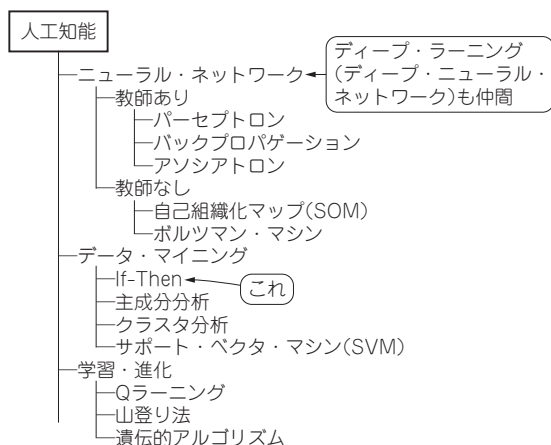 人工知能
ニューラル・ネットワーク
ディープ・ラーニング
(ディープ・ニューラル・
ネットワーク)も仲間
教師あり
パーセプトロン
バックプロパゲーション
アソシアトロン
教師なし
自己組織化マップ(SOM)
ボルツマン・マシン
データ・マイニング
If-Then
これ
主成分分析
クラスタ分析
サポート・ベクタ・マシン(SVM)
学習・進化
Qラーニング
山登り法
遺伝的アルゴリズム